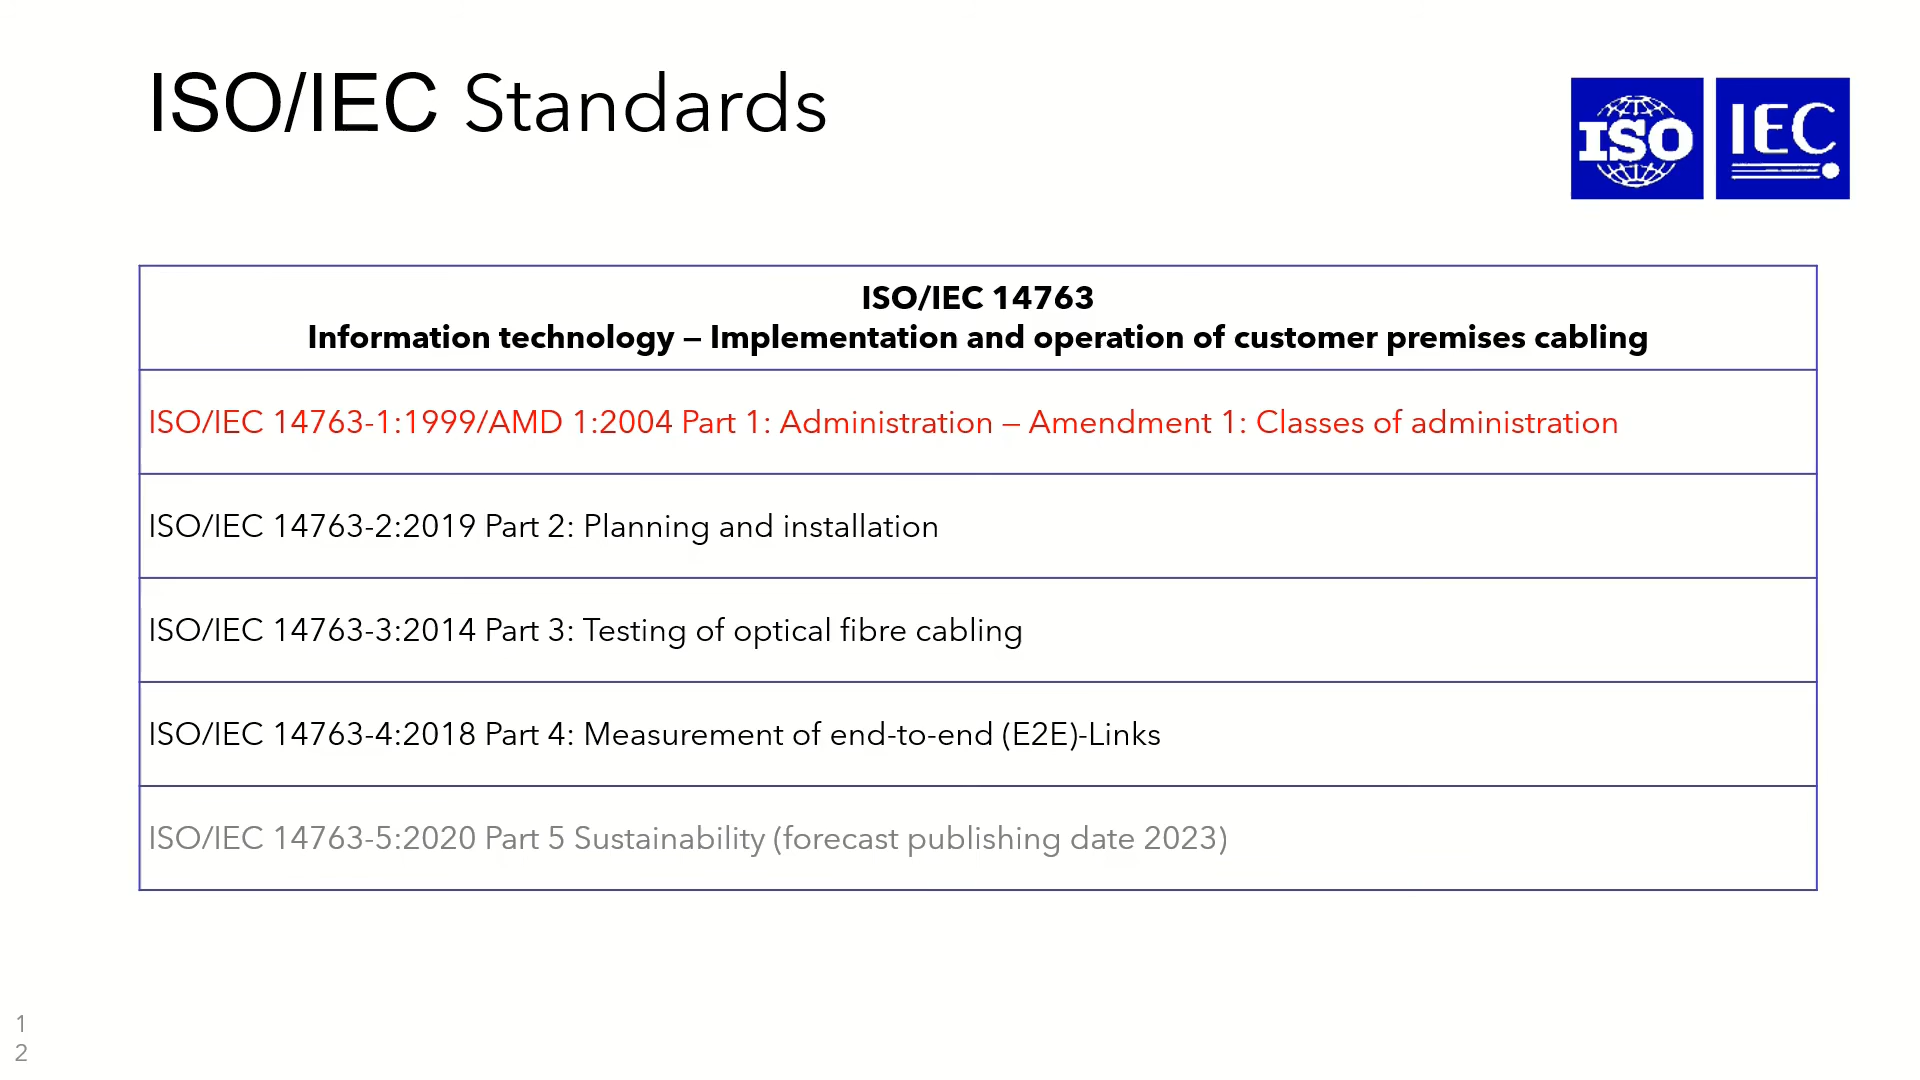 ISO/IEC Standards
ISO
IEC
ISO/IEC 14763
Information technology – Implementation and operation of customer premises cabling
ISO/IEC 14763-1:1999/AMD 1:2004 Part 1: Administration – Amendment 1: Classes of administration
ISO/IEC 14763-2:2019 Part 2: Planning and installation
ISO/IEC 14763-3:2014 Part 3: Testing of optical fibre cabling
ISO/IEC 14763-4:2018 Part 4: Measurement of end-to-end (E2E)-Links
ISO/IEC 14763-5:2020 Part 5 Sustainability (forecast publishing date 2023)
1
2